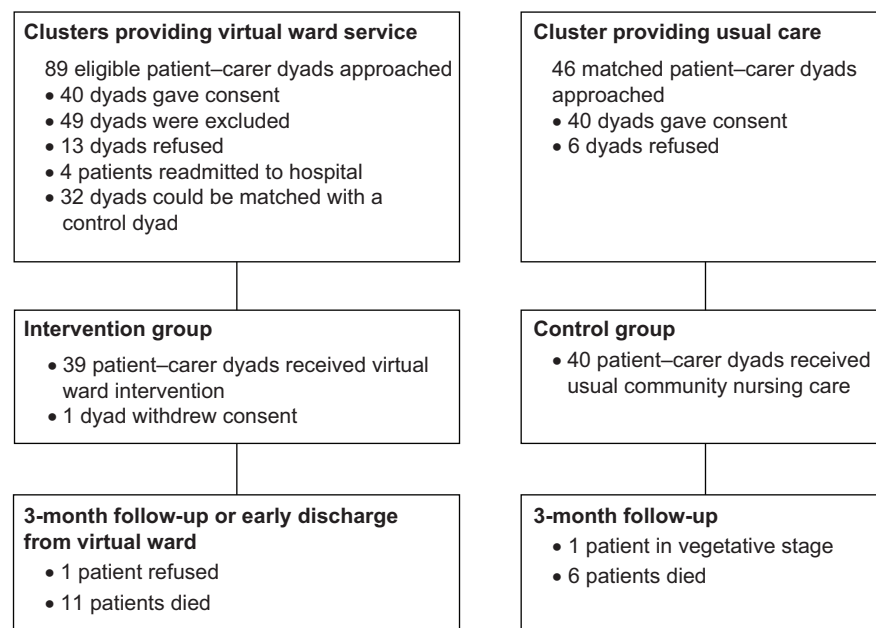 Clusters providing virtual ward service
89 eligible patient–carer dyads approached
• 40 dyads gave consent
• 49 dyads were excluded
• 13 dyads refused
• 4 patients readmitted to hospital
• 32 dyads could be matched with a
control dyad
Cluster providing usual care
46 matched patient–carer dyads
approached
• 40 dyads gave consent
• 6 dyads refused
Intervention group
• 39 patient–carer dyads received virtual
ward intervention
• 1 dyad withdrew consent
Control group
• 40 patient–carer dyads received
usual community nursing care
3-month follow-up or early discharge
from virtual ward
• 1 patient refused
• 11 patients died
3-month follow-up
• 1 patient in vegetative stage
• 6 patients died